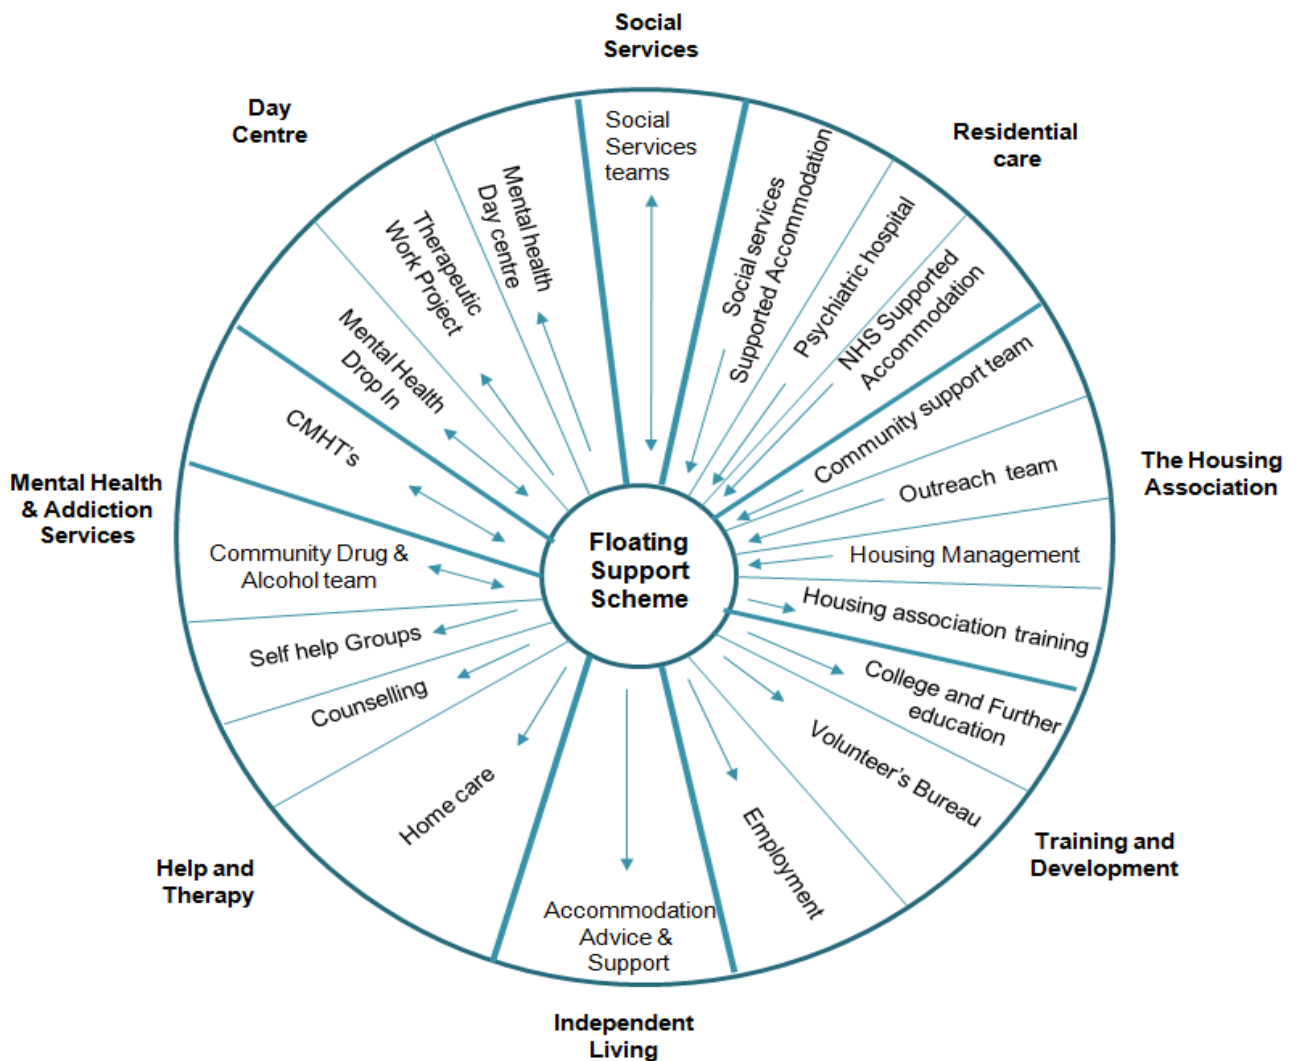 Social
Services
Day
Centre
Residential
care
The Housing
Association
Training and
Development
Independent
Living
Help and
Therapy
Mental Health
& Addiction
Services
Floating
Support
Scheme
Social
Services
teams
Social services
Supported Accommodation
Psychiatric hospital
NHS Supported
Accommodation
Community support team
Outreach team
Housing Management
Housing association training
College and Further
education
Volunteer's Bureau
Employment
Accommodation
Advice &
Support
Home care
Counselling
Self help Groups
Community Drug &
Alcohol team
CMHT's
Mental Health
Drop In
Therapeutic
Work Project
Mental health
Day centre